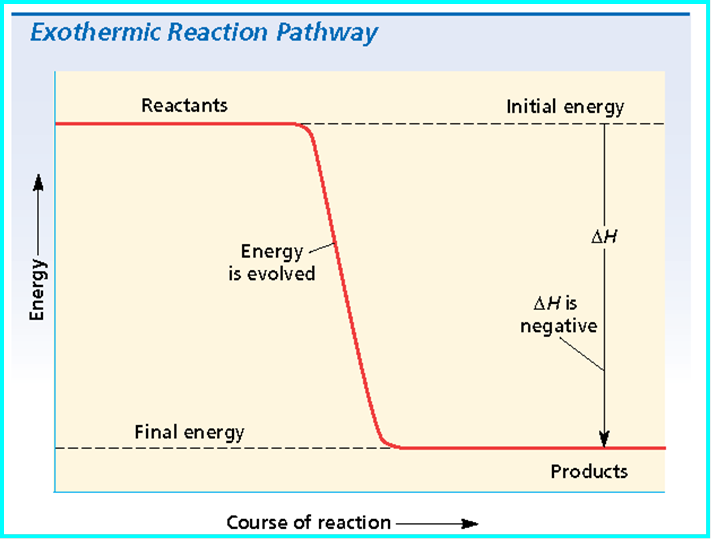 Exothermic Reaction Pathway
Reactants
Initial energy
Energy
is evolved
ΔH
ΔH is
negative
Energy
Final energy
Products
Course of reaction